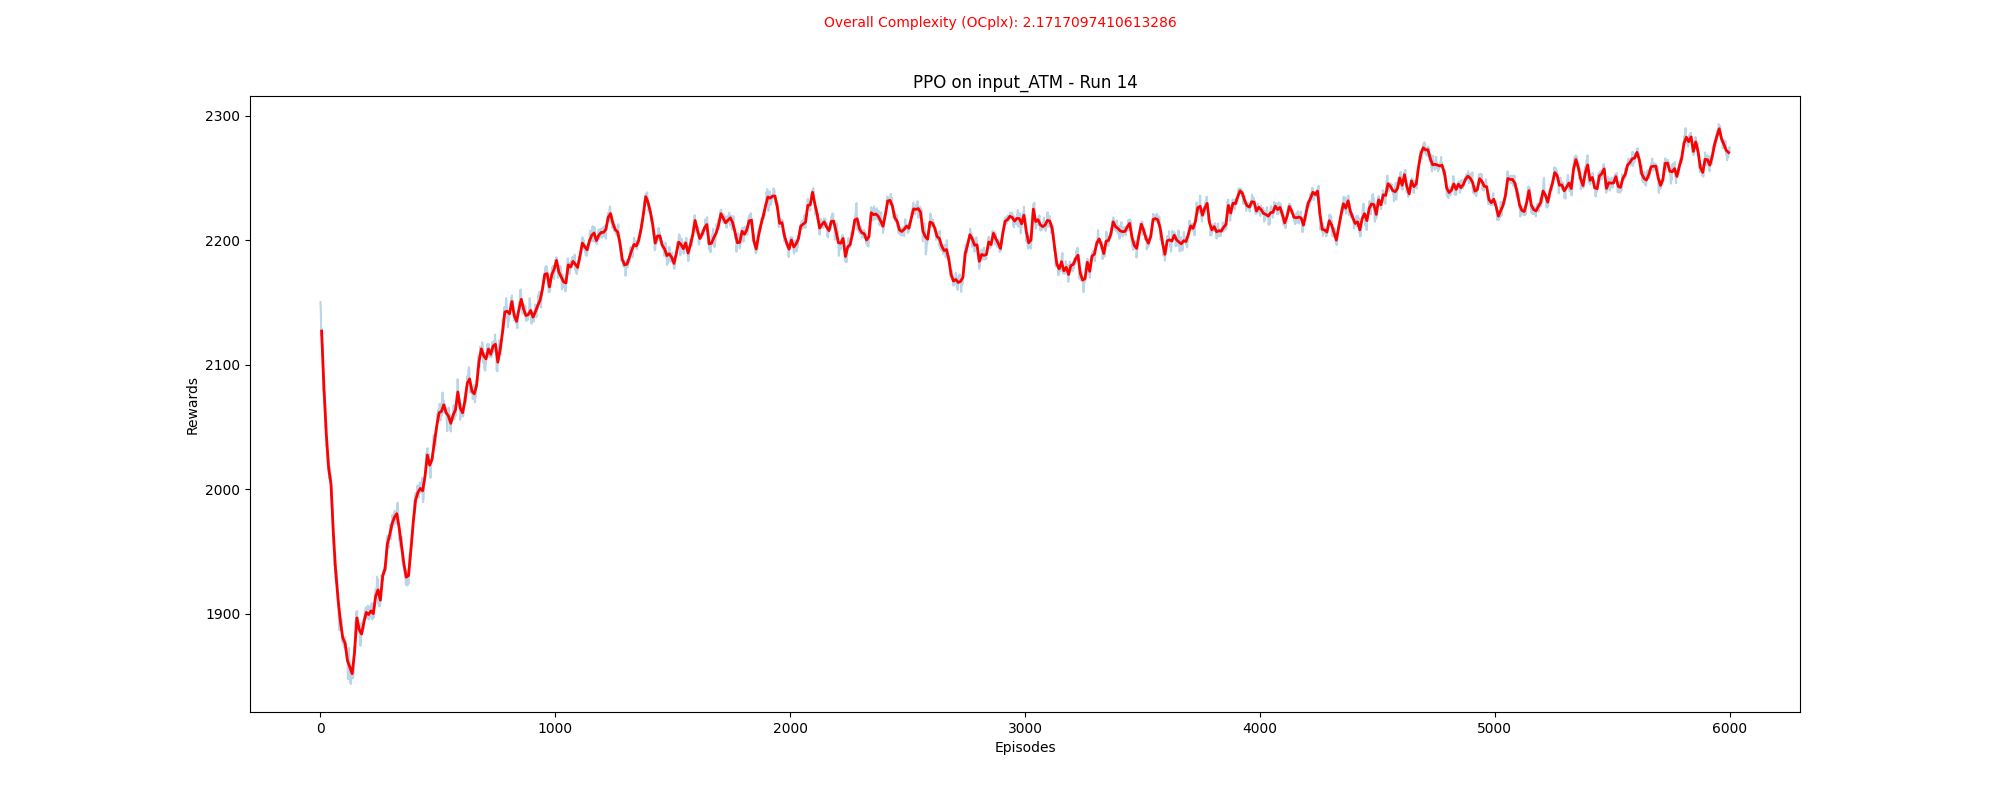 Overall Complexity (OCplx): 2.1717097410613286
PPO on input_ATM - Run 14
2300
2200
2100
2000
1900
Rewards
0 1000 2000 3000 4000 5000 6000
Episodes